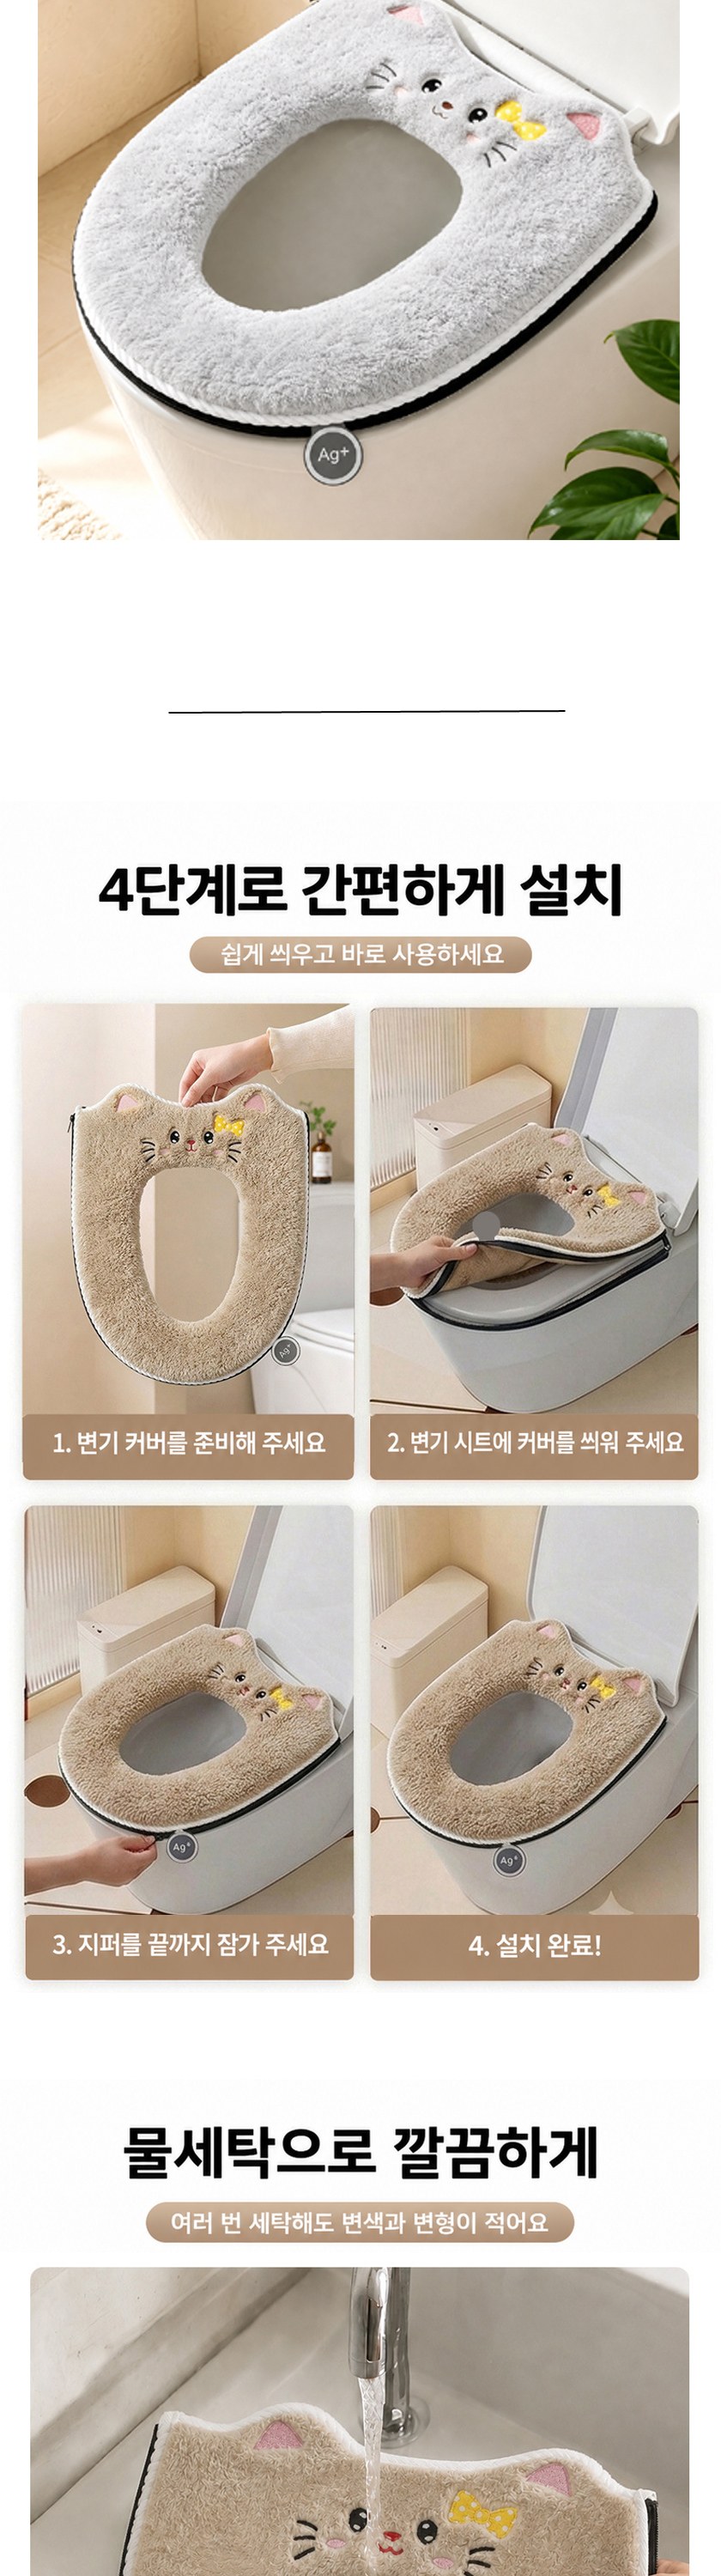 Ag+
4단계로 간편하게 설치
쉽게 씌우고 바로 사용하세요
Ag+
1. 변기 커버를 준비해 주세요
2. 변기 시트에 커버를 씌워 주세요
Ag+
3. 지퍼를 끝까지 잠가 주세요
Ag+
4. 설치 완료!
물세탁으로 깔끔하게
여러 번 세탁해도 변색과 변형이 적어요